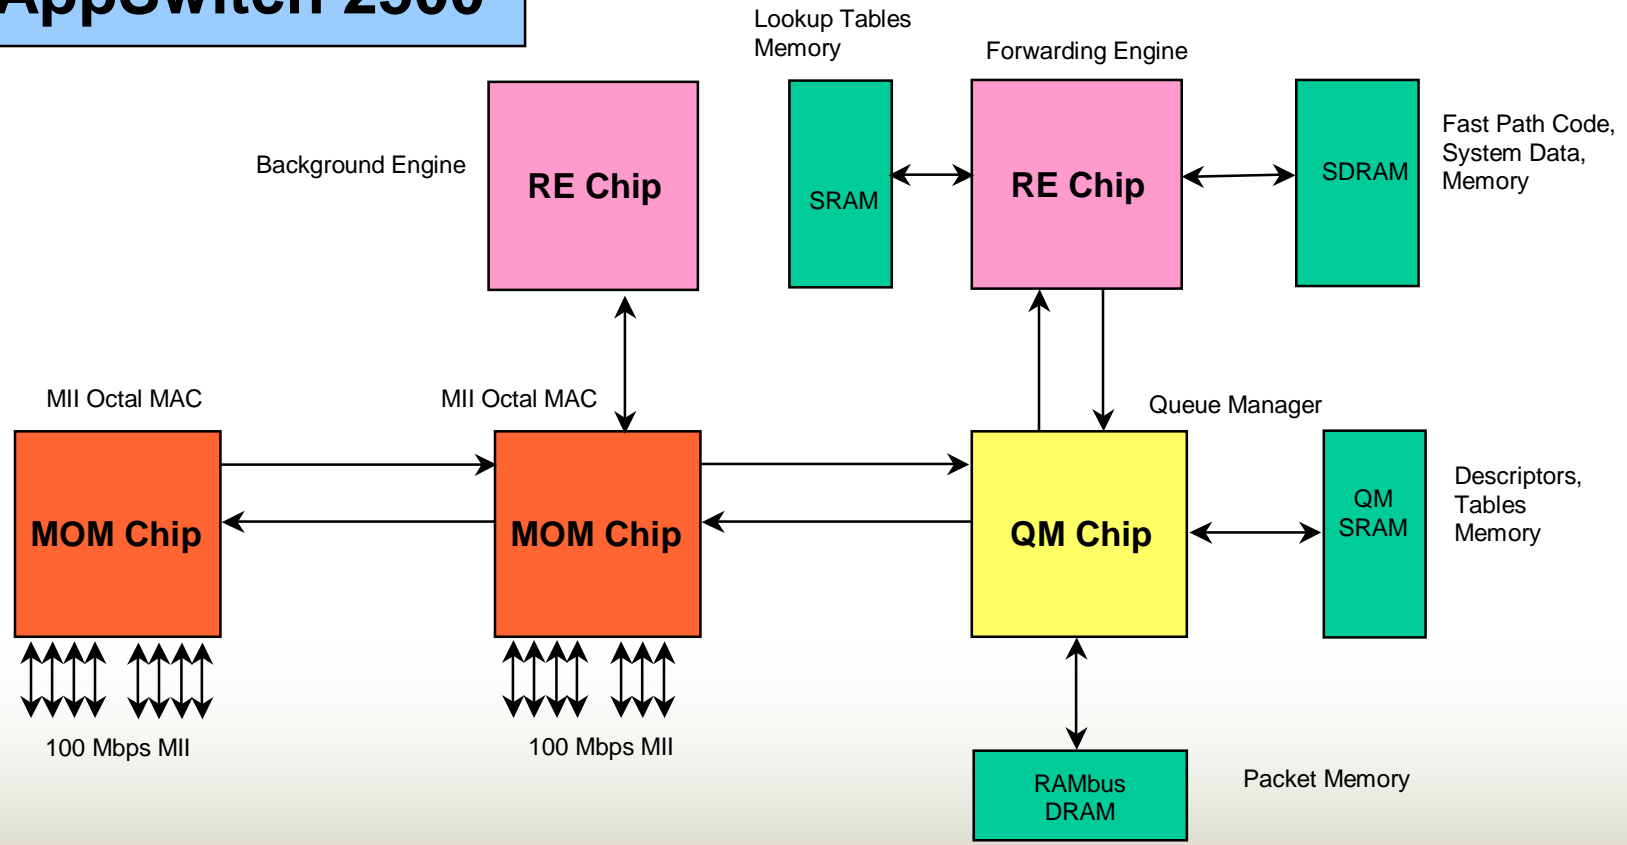 AppSwitch 2500
Lookup Tables
Memory
Forwarding Engine
Fast Path Code,
System Data,
Memory
Background Engine
RE Chip
SRAM
RE Chip
SDRAM
MII Octal MAC
MII Octal MAC
Queue Manager
MOM Chip
MOM Chip
QM Chip
QM
SRAM
Descriptors,
Tables
Memory
100 Mbps MII
100 Mbps MII
RAMbus
DRAM
Packet Memory